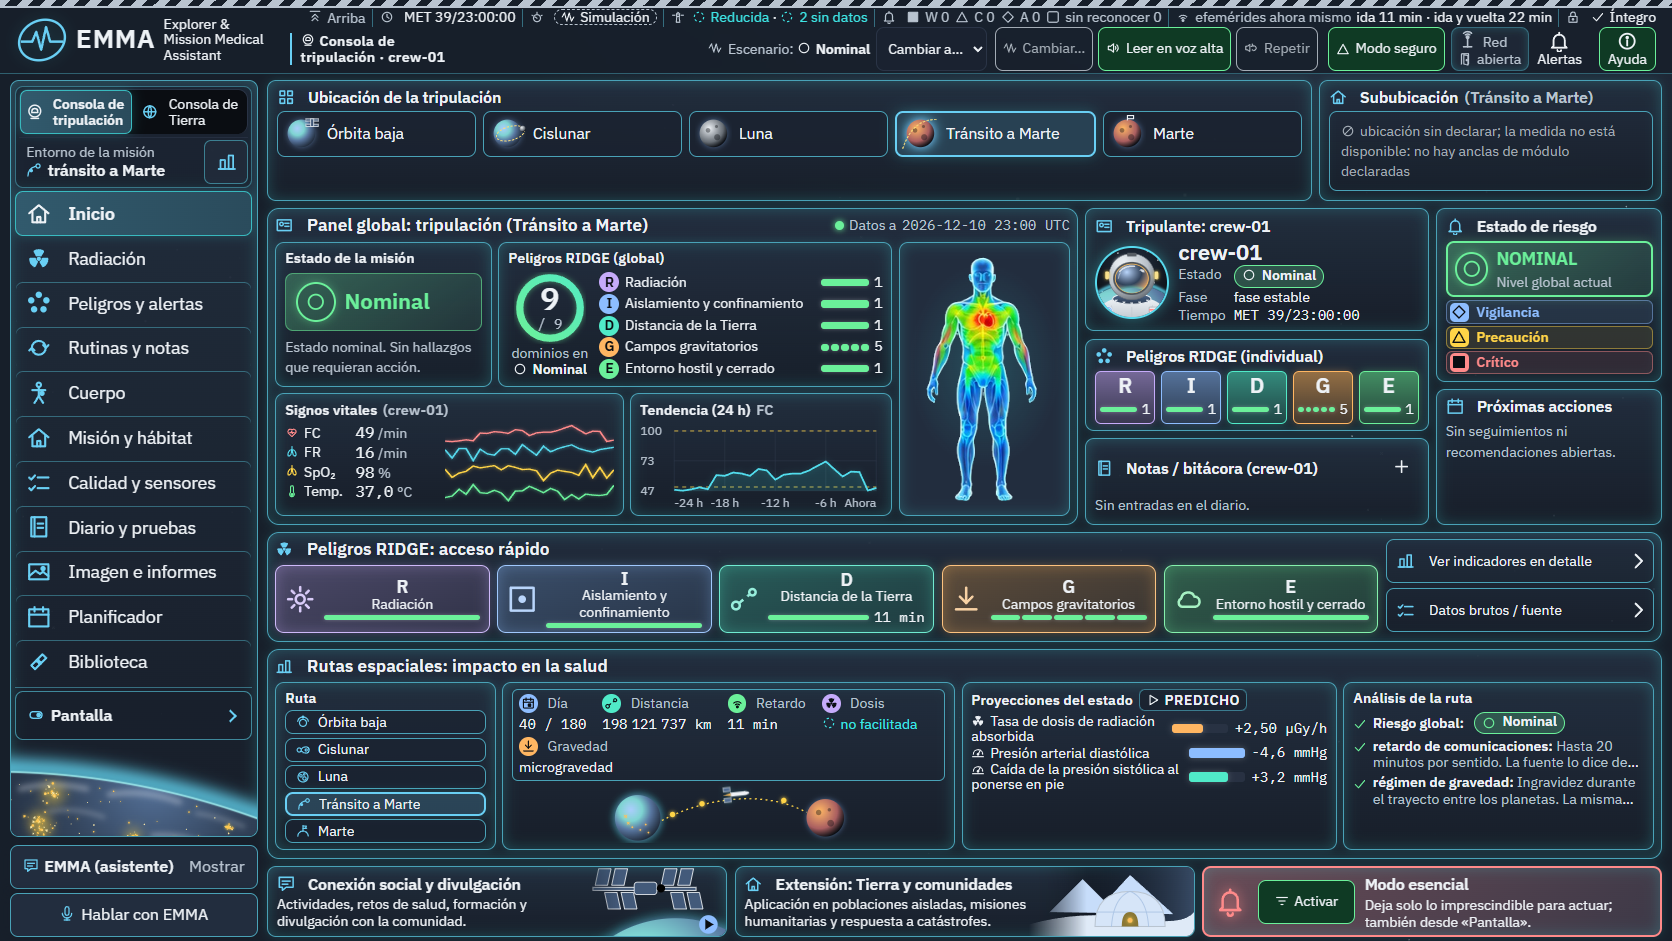 Arriba
MET 39/23:00:00
Simulación
Reducida · 2 sin datos
W 0 C 0 A 0 sin reconocer 0
efemérides ahora mismo ida 11 min · ida y vuelta 22 min
Íntegro
EMMA
Explorer &
Mission Medical
Assistant
Consola de
tripulación · crew-01
Escenario: Nominal
Cambiar a...
Cambiar...
Leer en voz alta
Repetir
Modo seguro
Red
abierta
Alertas
Ayuda
Consola de
tripulación
Consola de
Tierra
Entorno de la misión
tránsito a Marte
Inicio
Radiación
Peligros y alertas
Rutinas y notas
Cuerpo
Misión y hábitat
Calidad y sensores
Diario y pruebas
Imagen e informes
Planificador
Biblioteca
Pantalla
EMMA (asistente) Mostrar
Hablar con EMMA
Ubicación de la tripulación
Órbita baja
Cislunar
Luna
Tránsito a Marte
Marte
Sububicación (Tránsito a Marte)
ubicación sin declarar; la medida no está
disponible: no hay anclas de módulo
declaradas
Panel global: tripulación (Tránsito a Marte)
Datos a 2026-12-10 23:00 UTC
Estado de la misión
Nominal
Estado nominal. Sin hallazgos
que requieran acción.
Peligros RIDGE (global)
9
/ 9
dominios en
Nominal
R Radiación 1
I Aislamiento y confinamiento 1
D Distancia de la Tierra 1
G Campos gravitatorios 5
E Entorno hostil y cerrado 1
Signos vitales (crew-01)
FC 49 /min
FR 16 /min
SpO₂ 98 %
Temp. 37,0 °C
Tendencia (24 h) FC
100
73
47
-24 h -18 h -12 h -6 h Ahora
Tripulante: crew-01
crew-01
Estado Nominal
Fase fase estable
Tiempo MET 39/23:00:00
Peligros RIDGE (individual)
R 1
I 1
D 1
G 5
E 1
Notas / bitácora (crew-01) +
Sin entradas en el diario.
Estado de riesgo
NOMINAL
Nivel global actual
Vigilancia
Precaución
Crítico
Próximas acciones
Sin seguimientos ni
recomendaciones abiertas.
Peligros RIDGE: acceso rápido
R
Radiación
I
Aislamiento y
confinamiento
D
Distancia de la Tierra
11 min
G
Campos gravitatorios
E
Entorno hostil y cerrado
Ver indicadores en detalle
Datos brutos / fuente
Rutas espaciales: impacto en la salud
Ruta
Órbita baja
Cislunar
Luna
Tránsito a Marte
Marte
Día
40 / 180
Distancia
198 121 737 km
Retardo
11 min
Dosis
no facilitada
Gravedad
microgravedad
Proyecciones del estado PREDICHO
Tasa de dosis de radiación
absorbida +2,50 µGy/h
Presión arterial diastólica -4,6 mmHg
Caída de la presión sistólica al
ponerse en pie +3,2 mmHg
Análisis de la ruta
Riesgo global: Nominal
retardo de comunicaciones: Hasta 20
minutos por sentido. La fuente lo dice de...
régimen de gravedad: Ingravidez durante
el trayecto entre los planetas. La misma...
Conexión social y divulgación
Actividades, retos de salud, formación y
divulgación con la comunidad.
Extensión: Tierra y comunidades
Aplicación en poblaciones aisladas, misiones
humanitarias y respuesta a catástrofes.
Activar
Modo esencial
Deja solo lo imprescindible para actuar;
también desde «Pantalla».